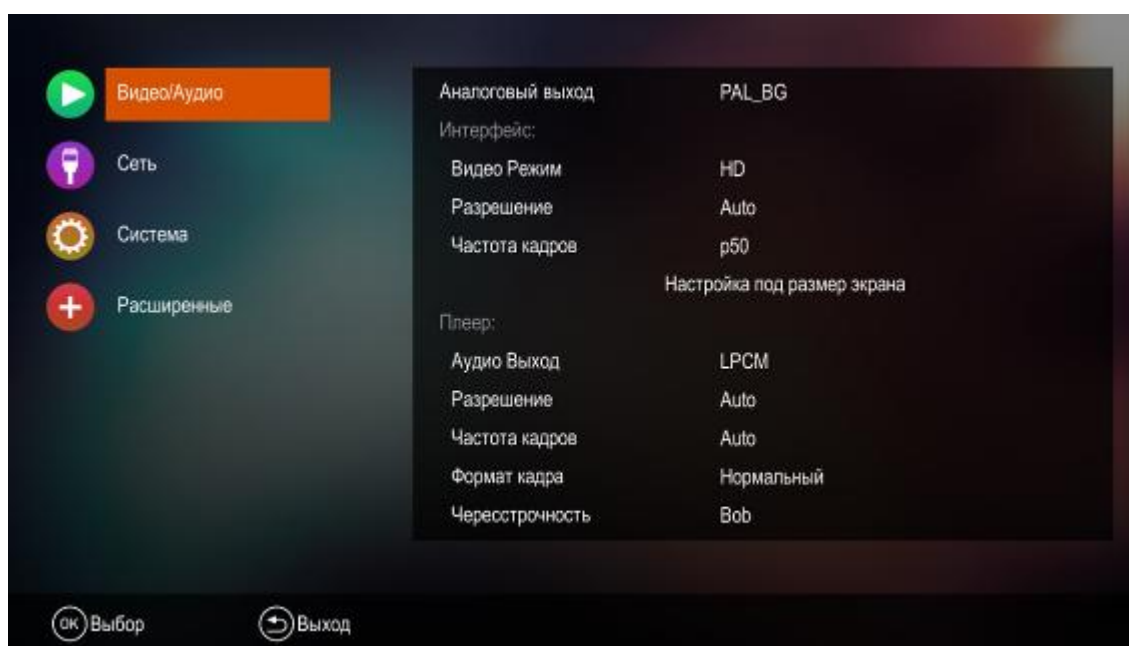 Видео/Аудио
Сеть
Система
Расширенные
Аналоговый выход PAL_BG
Интерфейс:
Видео Режим HD
Разрешение Auto
Частота кадров p50
Настройка под размер экрана
Плеер:
Аудио Выход LPCM
Разрешение Auto
Частота кадров Auto
Формат кадра Нормальный
Чересстрочность Bob
OK Выбор Выход